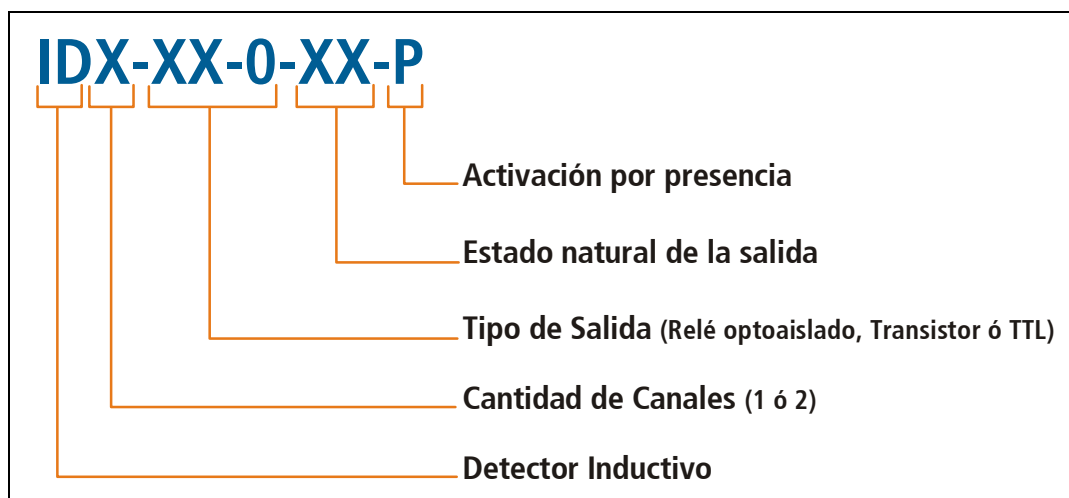 IDX-XX-0-XX-P
Activación por presencia
Estado natural de la salida
Tipo de Salida (Relé optoaislado, Transistor ó TTL)
Cantidad de Canales (1 ó 2)
Detector Inductivo